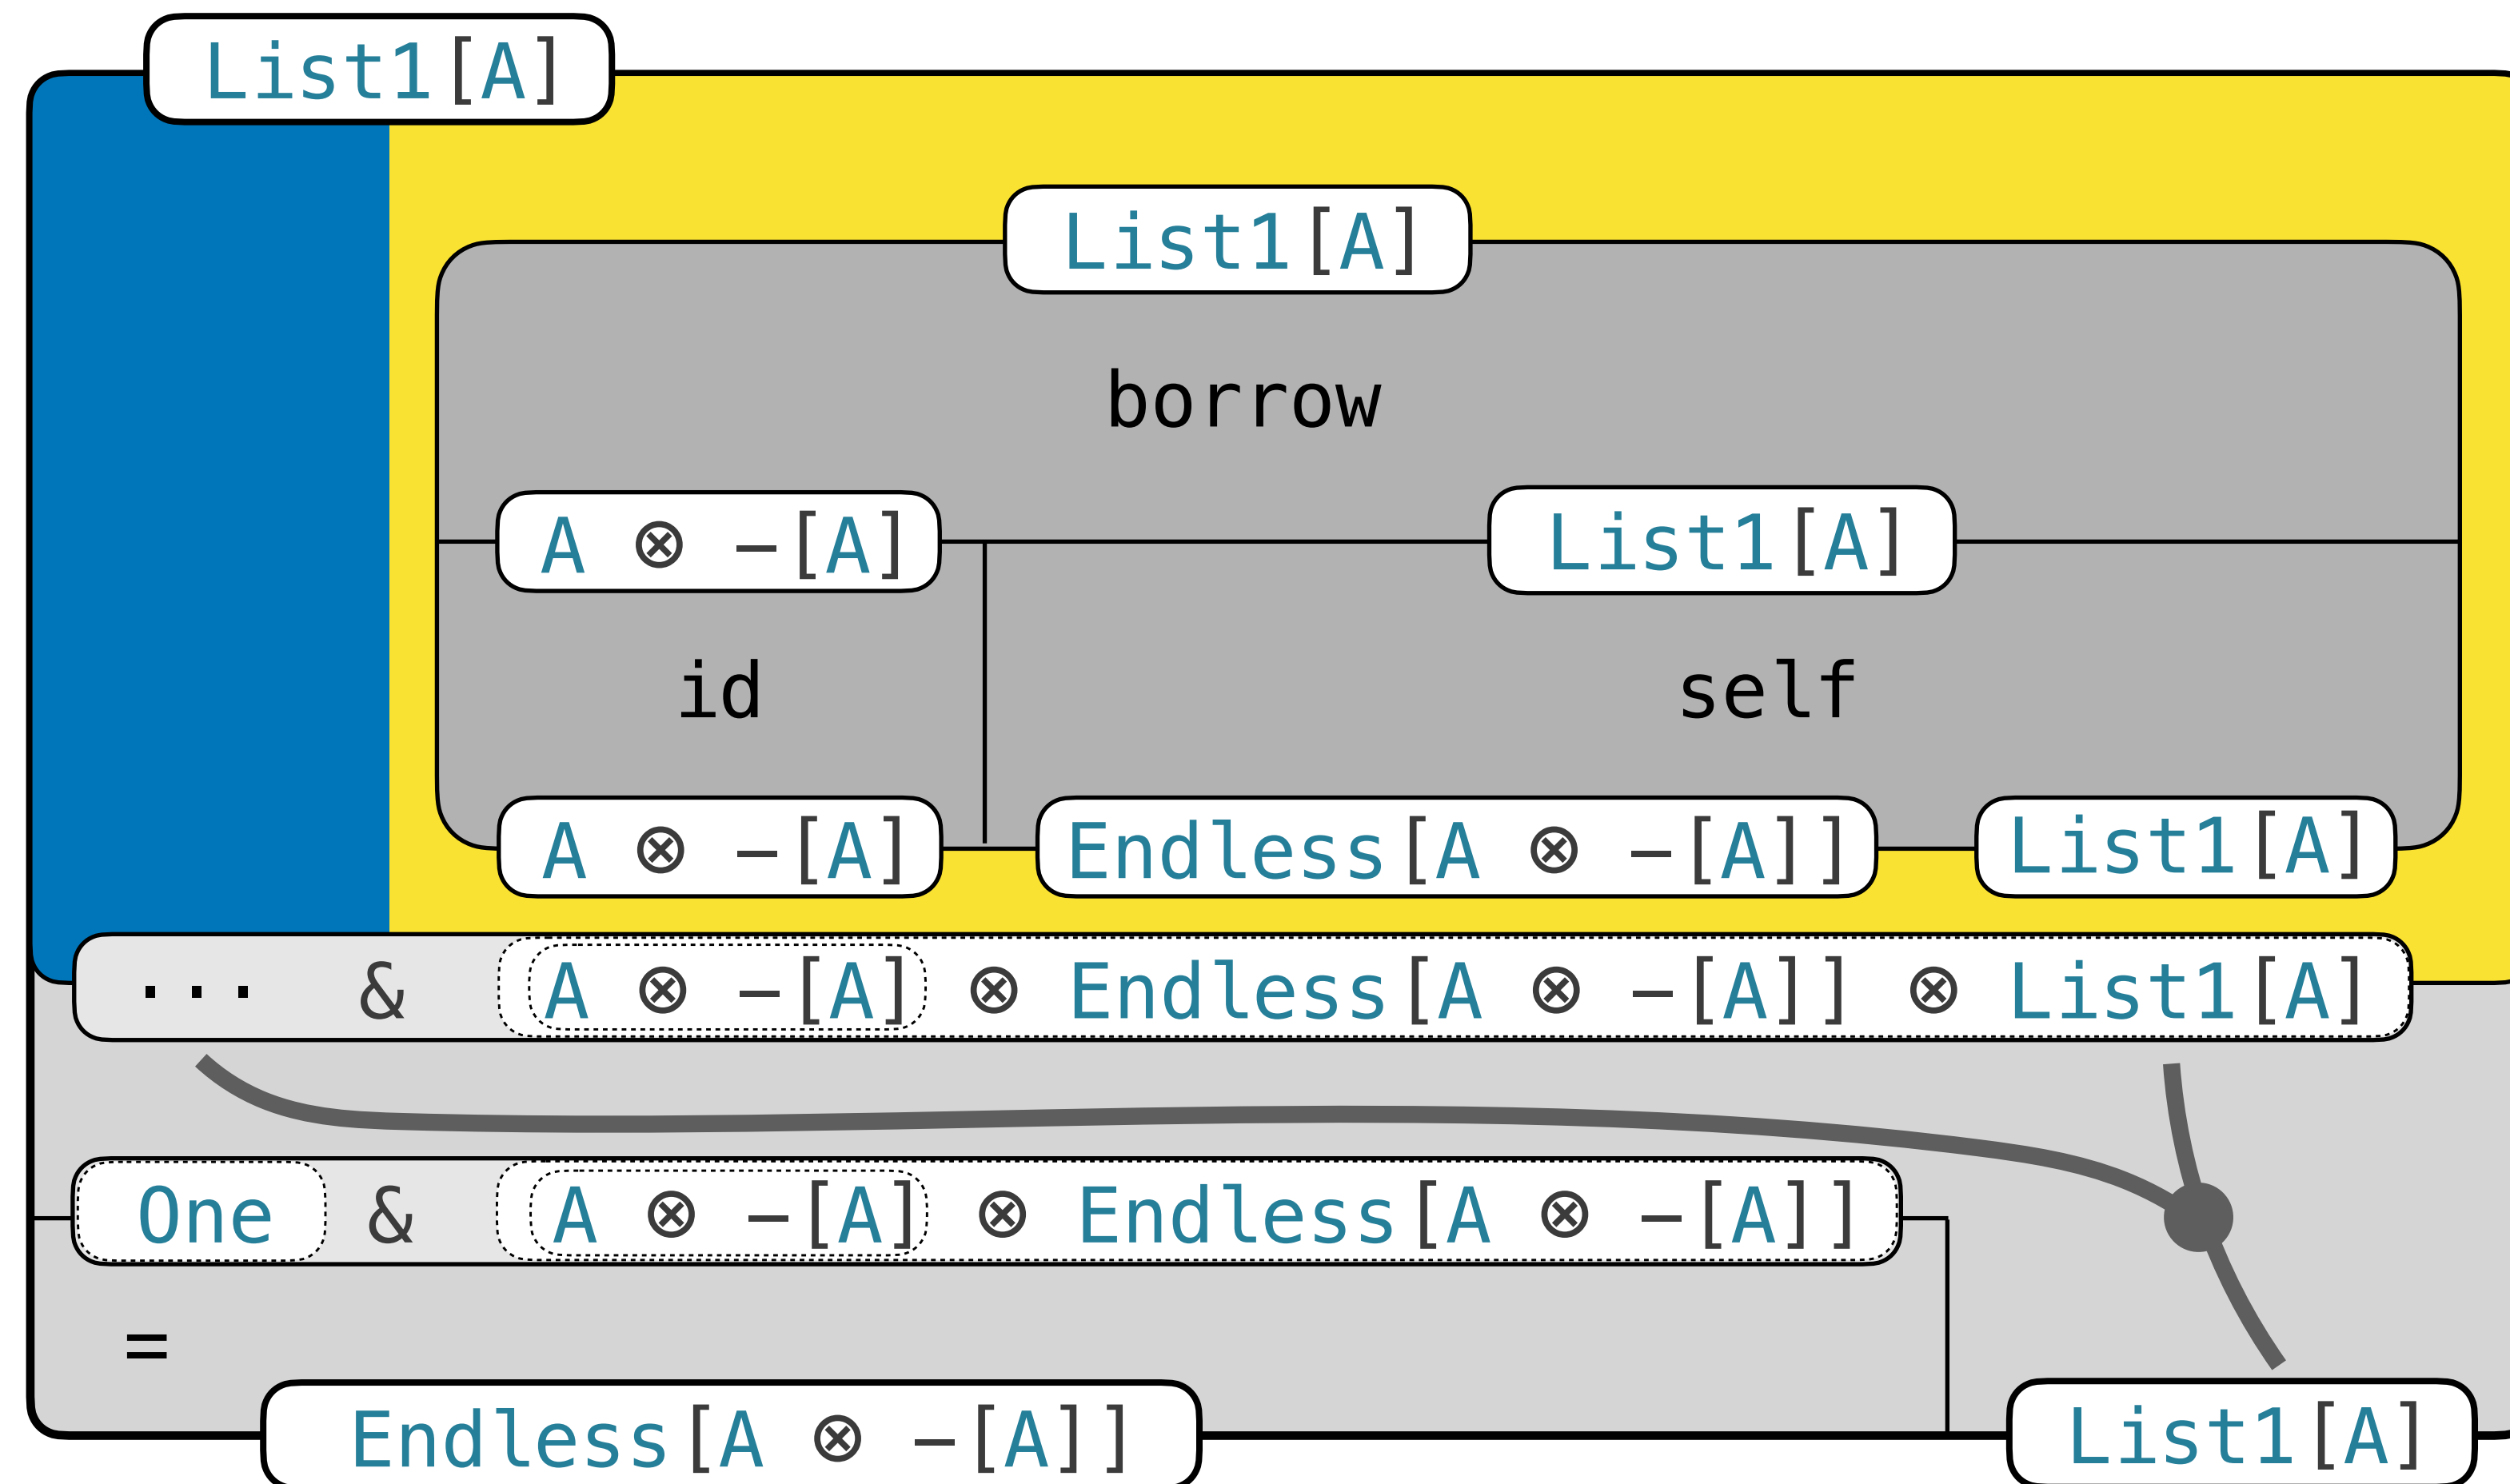 List1[A]
List1[A]
borrow
A ⊗ –[A] List1[A]
id self
A ⊗ –[A] Endless[A ⊗ –[A]] List1[A]
... & A ⊗ –[A] ⊗ Endless[A ⊗ –[A]] ⊗ List1[A]
One & A ⊗ –[A] ⊗ Endless[A ⊗ –[A]]
=
Endless[A ⊗ –[A]] List1[A]